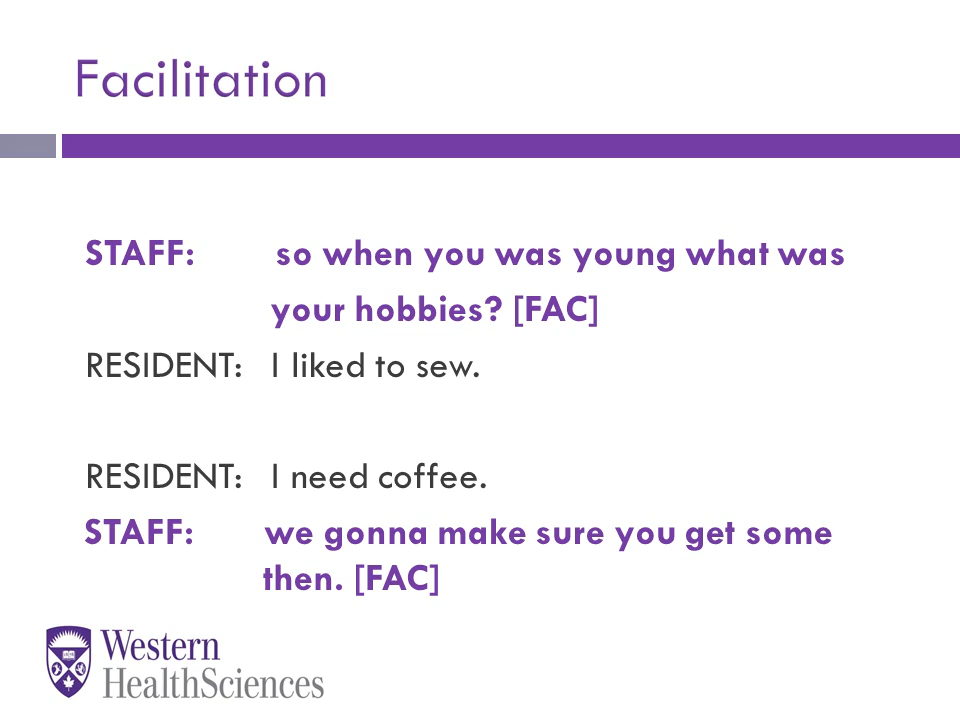 Facilitation
STAFF: so when you was young what was
your hobbies? [FAC]
RESIDENT: I liked to sew.
RESIDENT: I need coffee.
STAFF: we gonna make sure you get some
then. [FAC]
Western
HealthSciences